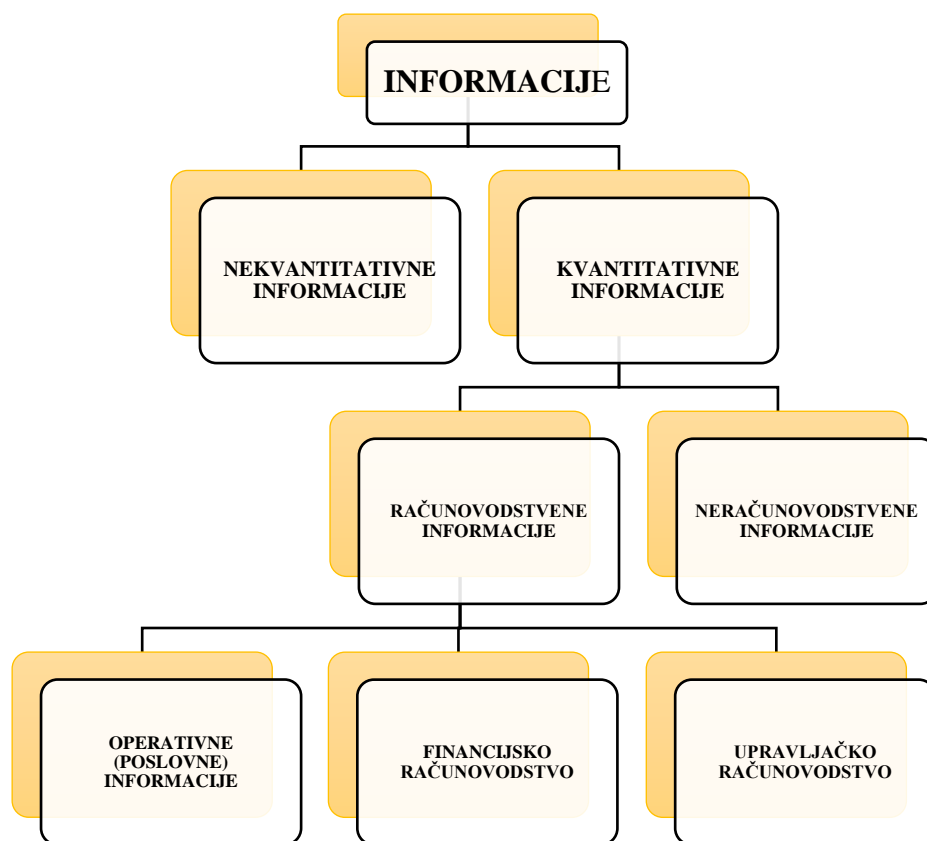 INFORMACIJE
NEKVANTITATIVNE
INFORMACIJE
KVANTITATIVNE
INFORMACIJE
RAČUNOVODSTVENE
INFORMACIJE
NERAČUNOVODSTVENE
INFORMACIJE
OPERATIVNE
(POSLOVNE)
INFORMACIJE
FINANCIJSKO
RAČUNOVODSTVO
UPRAVLJAČKO
RAČUNOVODSTVO